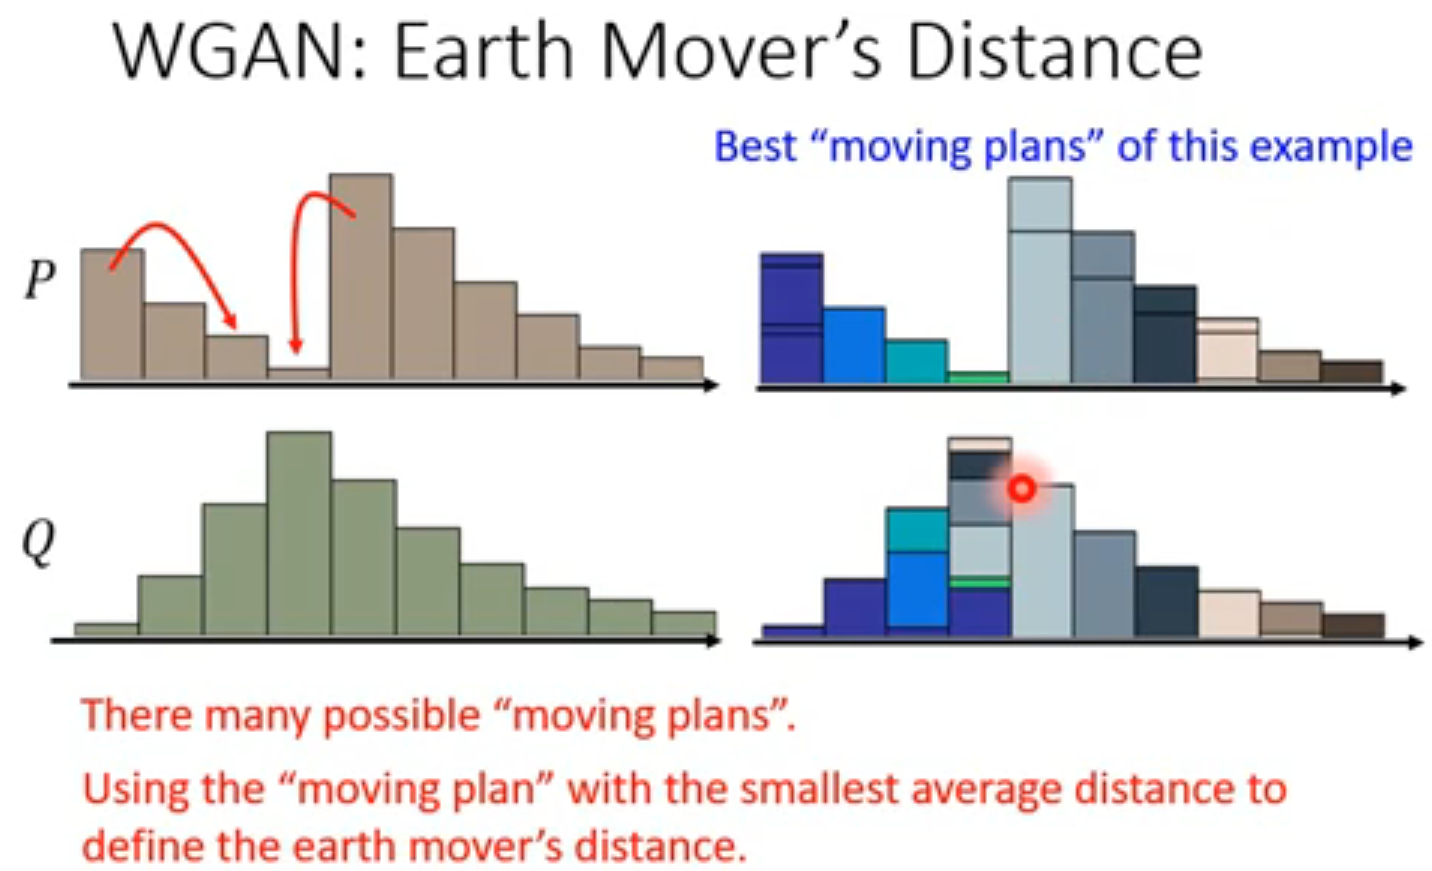 WGAN: Earth Mover’s Distance
Best “moving plans” of this example
P
Q
There many possible “moving plans”.
Using the “moving plan” with the smallest average distance to
define the earth mover’s distance.